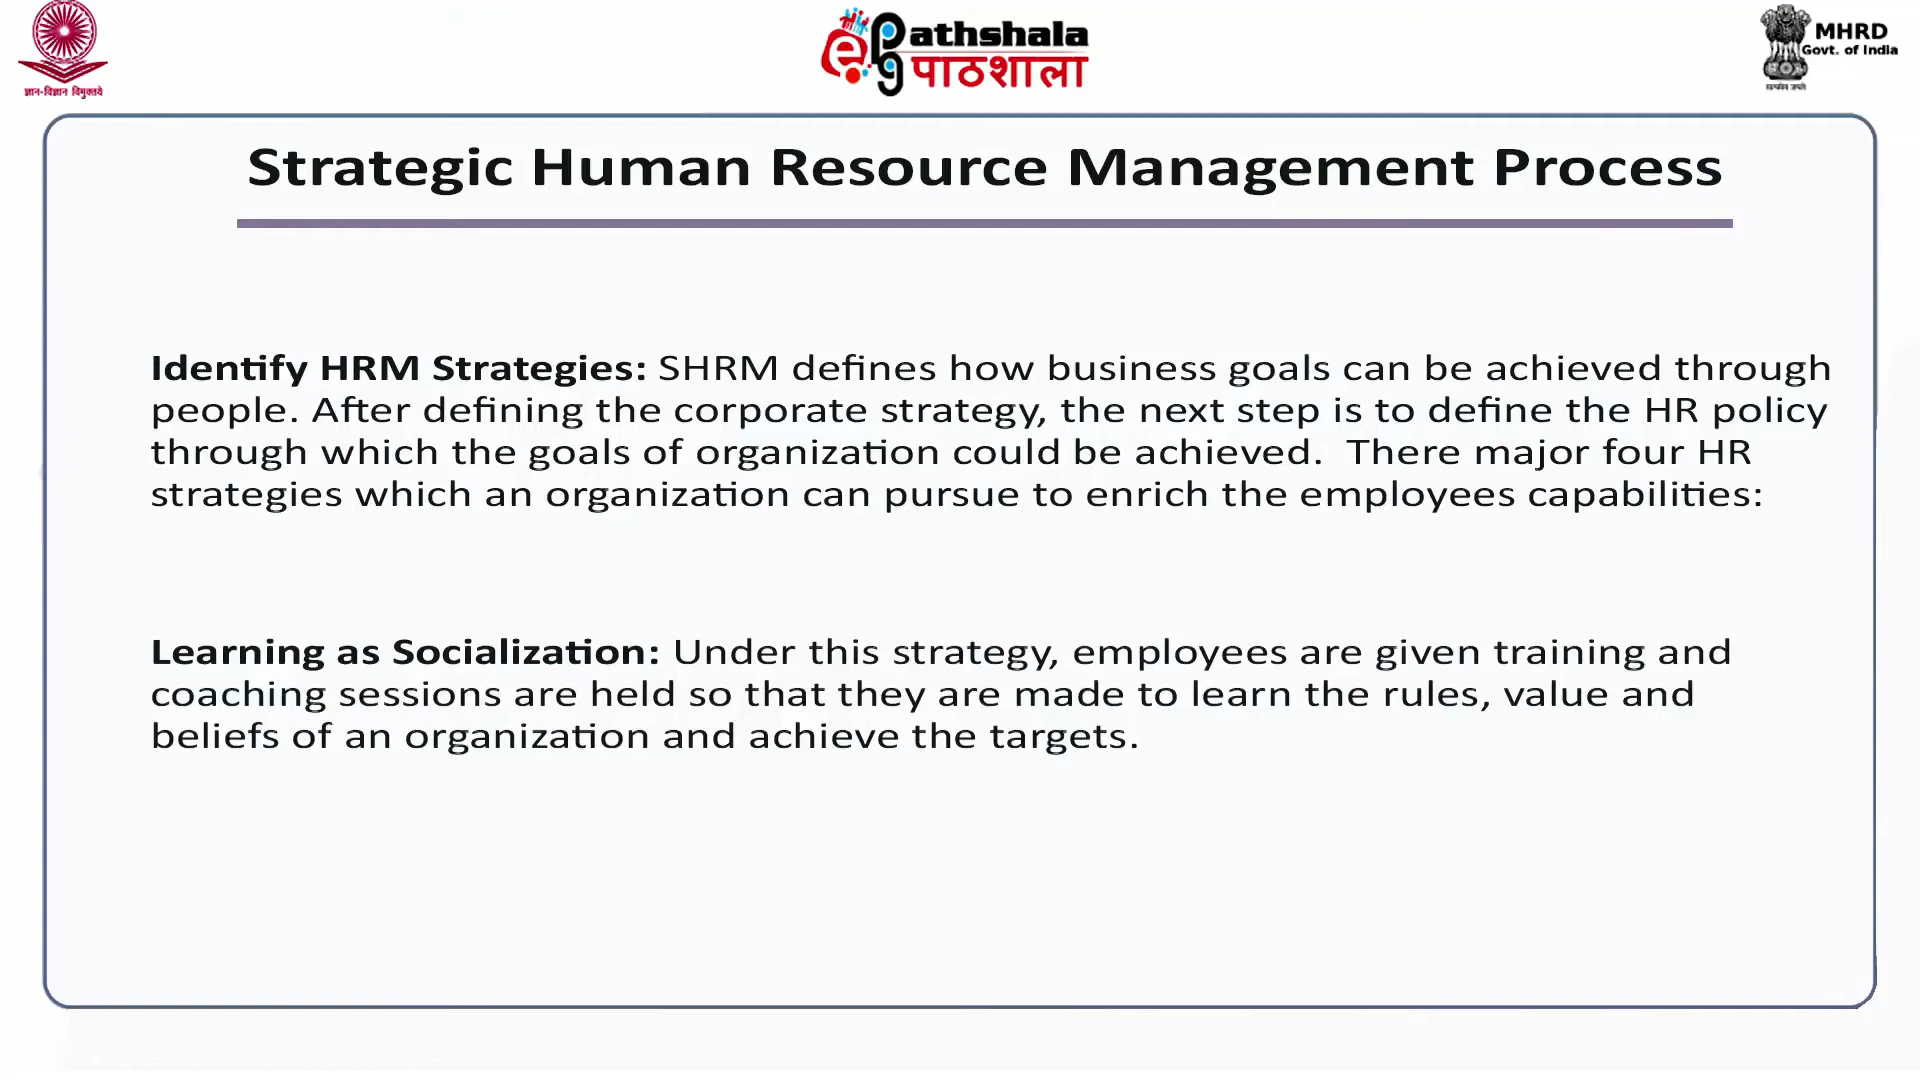 ज्ञान-विज्ञान विमुक्तये
ePathshala
पाठशाला
MHRD
Govt. of India
सत्यमेव जयते
Strategic Human Resource Management Process
Identify HRM Strategies: SHRM defines how business goals can be achieved through
people. After defining the corporate strategy, the next step is to define the HR policy
through which the goals of organization could be achieved.  There major four HR
strategies which an organization can pursue to enrich the employees capabilities:
Learning as Socialization: Under this strategy, employees are given training and
coaching sessions are held so that they are made to learn the rules, value and
beliefs of an organization and achieve the targets.